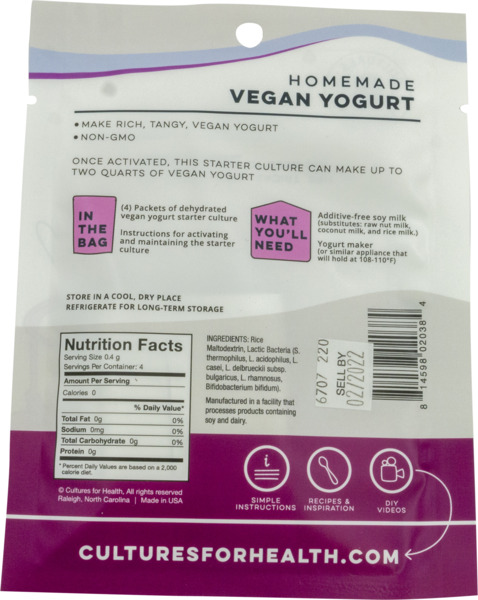 HOMEMADE
VEGAN YOGURT
• MAKE RICH, TANGY, VEGAN YOGURT
• NON-GMO
ONCE ACTIVATED, THIS STARTER CULTURE CAN MAKE UP TO
TWO QUARTS OF VEGAN YOGURT
IN
THE
BAG
(4) Packets of dehydrated
vegan yogurt starter culture
Instructions for activating
and maintaining the starter
culture
WHAT
YOU'LL
NEED
Additive-free soy milk
(substitutes: raw nut milk,
coconut milk, and rice milk.)
Yogurt maker
(or similar appliance that
will hold at 108-110°F)
STORE IN A COOL, DRY PLACE
REFRIGERATE FOR LONG-TERM STORAGE
Nutrition Facts
Serving Size 0.4 g
Servings Per Container: 4
Amount Per Serving
Calories 0
% Daily Value*
Total Fat 0g 0%
Sodium 0mg 0%
Total Carbohydrate 0g 0%
Protein 0g
* Percent Daily Values are based on a 2,000
calorie diet.
INGREDIENTS: Rice
Maltodextrin, Lactic Bacteria (S.
thermophilus, L. acidophilus, L.
casei, L. delbrueckii subsp.
bulgaricus, L. rhamnosus,
Bifidobacterium bifidum).
Manufactured in a facility that
processes products containing
soy and dairy.
6707 220
SELL BY
02/2022
8 14598 02038 4
© Cultures for Health, All rights reserved
Raleigh, North Carolina | Made in USA
SIMPLE
INSTRUCTIONS
RECIPES &
INSPIRATION
DIY
VIDEOS
CULTURESFORHEALTH.COM